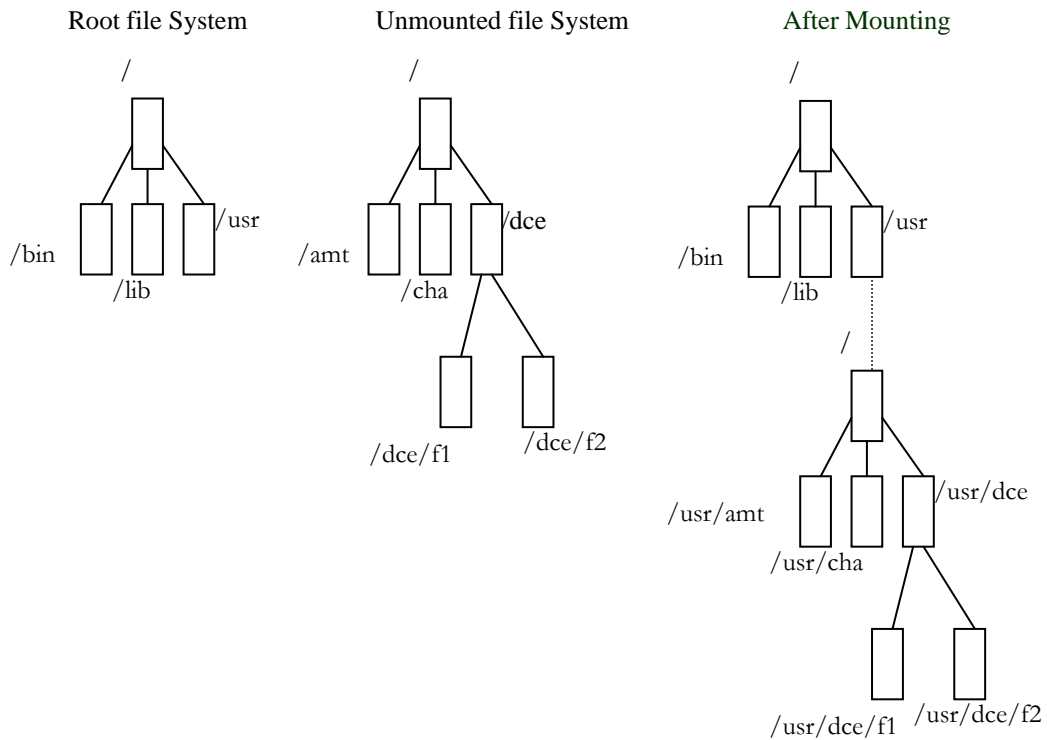 Root file System
/
/bin
/lib
/usr
Unmounted file System
/
/amt
/cha
/dce
/dce/f1
/dce/f2
After Mounting
/
/bin
/lib
/usr
/
/usr/amt
/usr/cha
/usr/dce
/usr/dce/f1
/usr/dce/f2